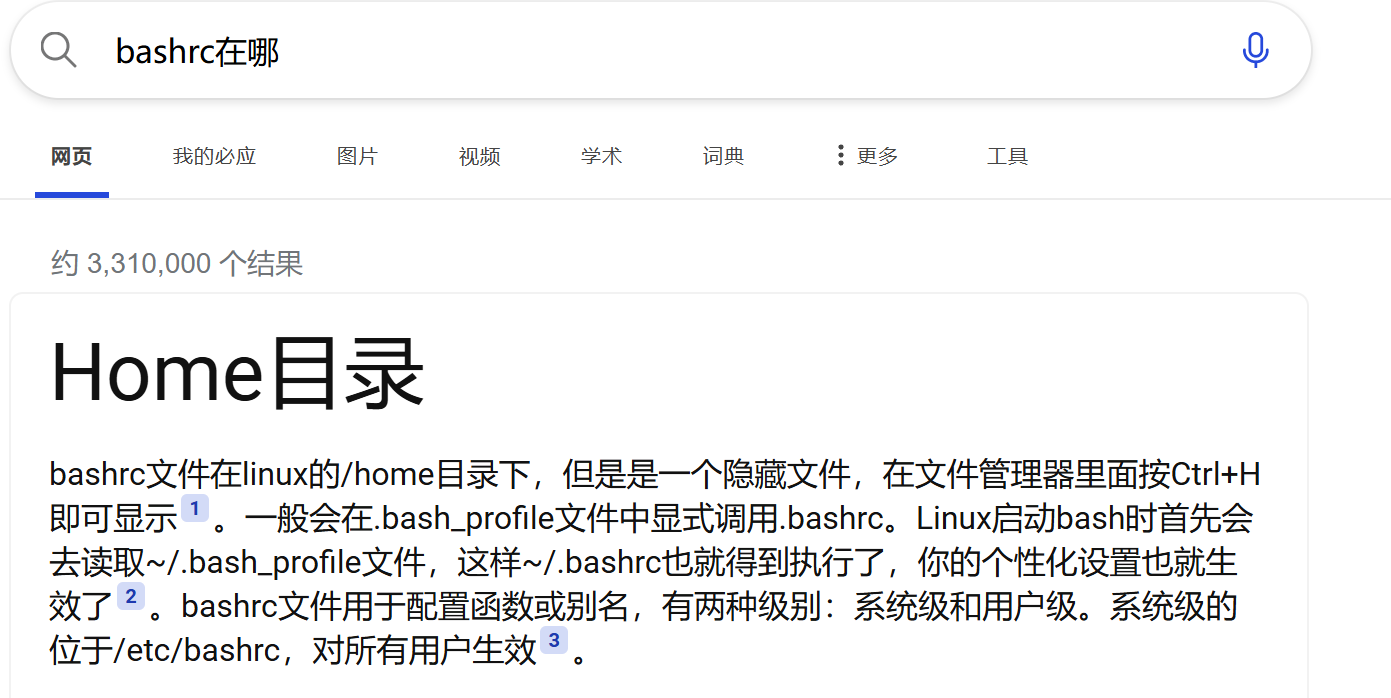 bashrc在哪
网页 我的必应 图片 视频 学术 词典 更多 工具
约 3,310,000 个结果
Home目录
bashrc文件在linux的/home目录下，但是是一个隐藏文件，在文件管理器里面按Ctrl+H
即可显示 1 。一般会在.bash_profile文件中显式调用.bashrc。Linux启动bash时首先会
去读取~/.bash_profile文件，这样~/.bashrc也就得到执行了，你的个性化设置也就生
效了 2 。bashrc文件用于配置函数或别名，有两种级别：系统级和用户级。系统级的
位于/etc/bashrc，对所有用户生效 3 。